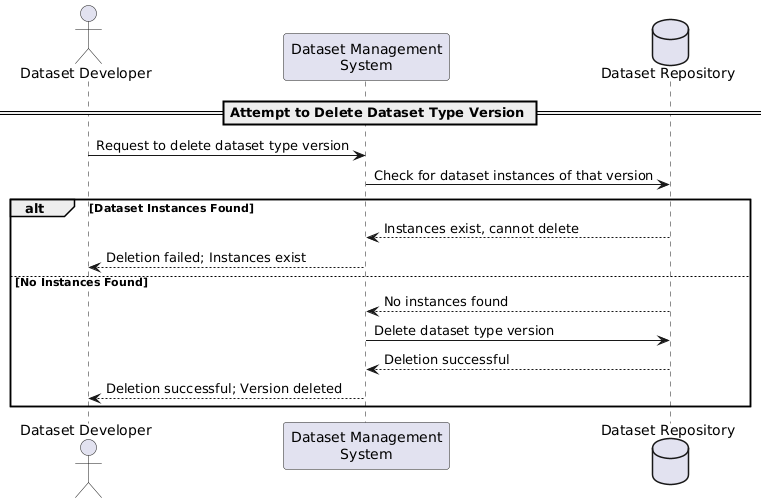 Dataset Developer
Dataset Management
System
Dataset Repository
Attempt to Delete Dataset Type Version
Request to delete dataset type version
Check for dataset instances of that version
alt
[Dataset Instances Found]
Instances exist, cannot delete
Deletion failed; Instances exist
[No Instances Found]
No instances found
Delete dataset type version
Deletion successful
Deletion successful; Version deleted
Dataset Developer
Dataset Management
System
Dataset Repository